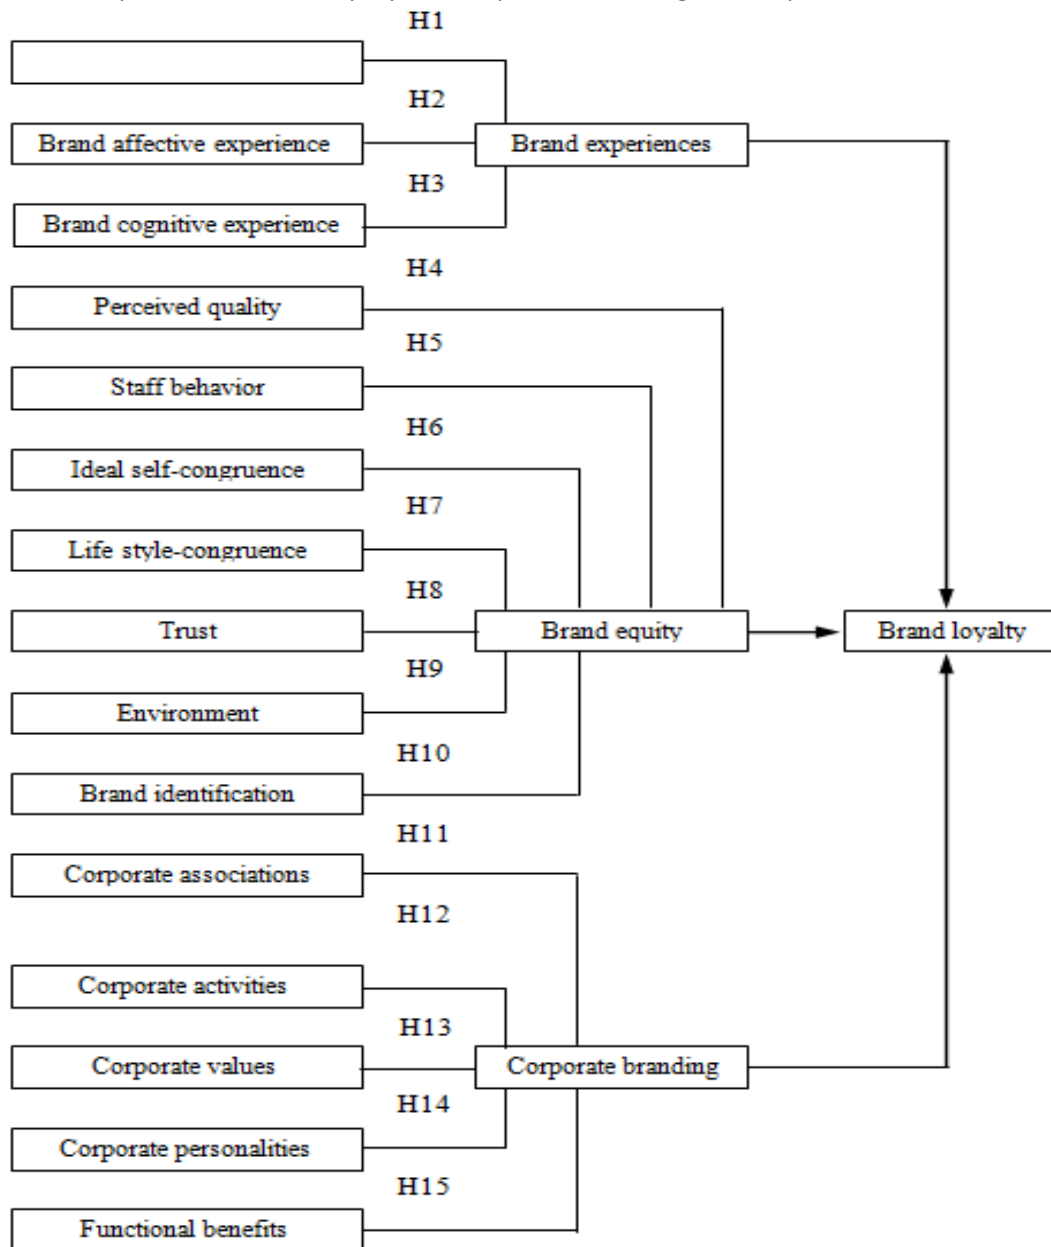 H1
H2
Brand affective experience
Brand experiences
H3
Brand cognitive experience
H4
Perceived quality
H5
Staff behavior
H6
Ideal self-congruence
H7
Life style-congruence
H8
Trust
Brand equity
Brand loyalty
H9
Environment
H10
Brand identification
H11
Corporate associations
H12
Corporate activities
H13
Corporate values
Corporate branding
H14
Corporate personalities
H15
Functional benefits